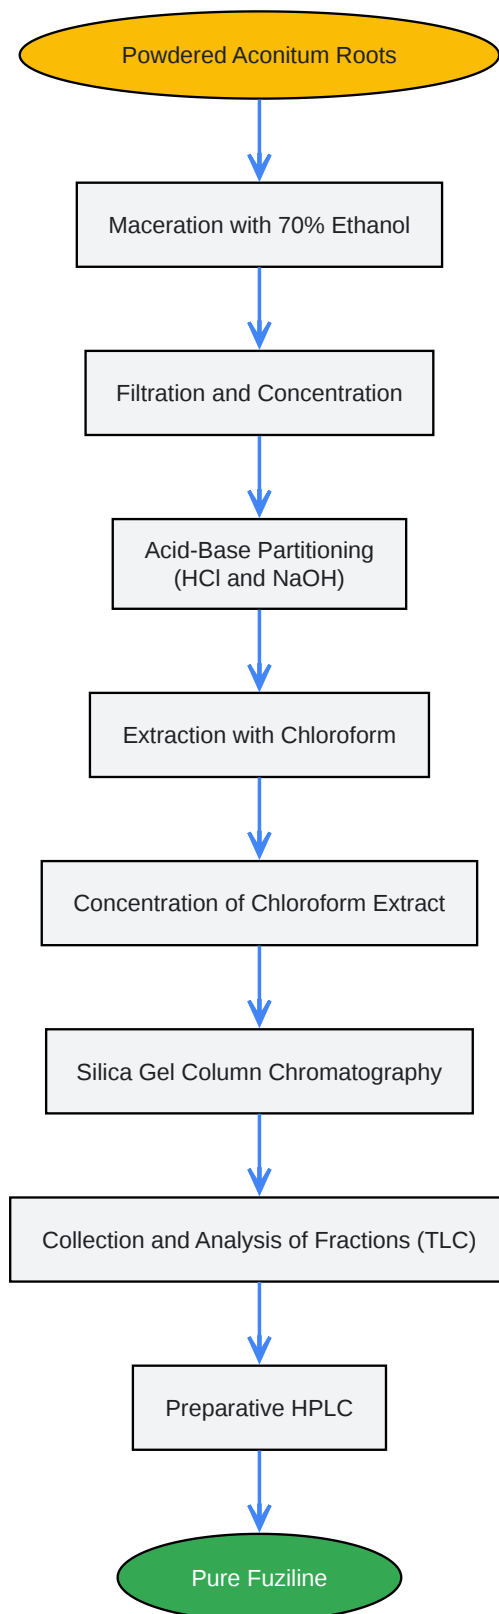 Powdered Aconitum Roots
Maceration with 70% Ethanol
Filtration and Concentration
Acid-Base Partitioning
(HCl and NaOH)
Extraction with Chloroform
Concentration of Chloroform Extract
Silica Gel Column Chromatography
Collection and Analysis of Fractions (TLC)
Preparative HPLC
Pure Fuziline